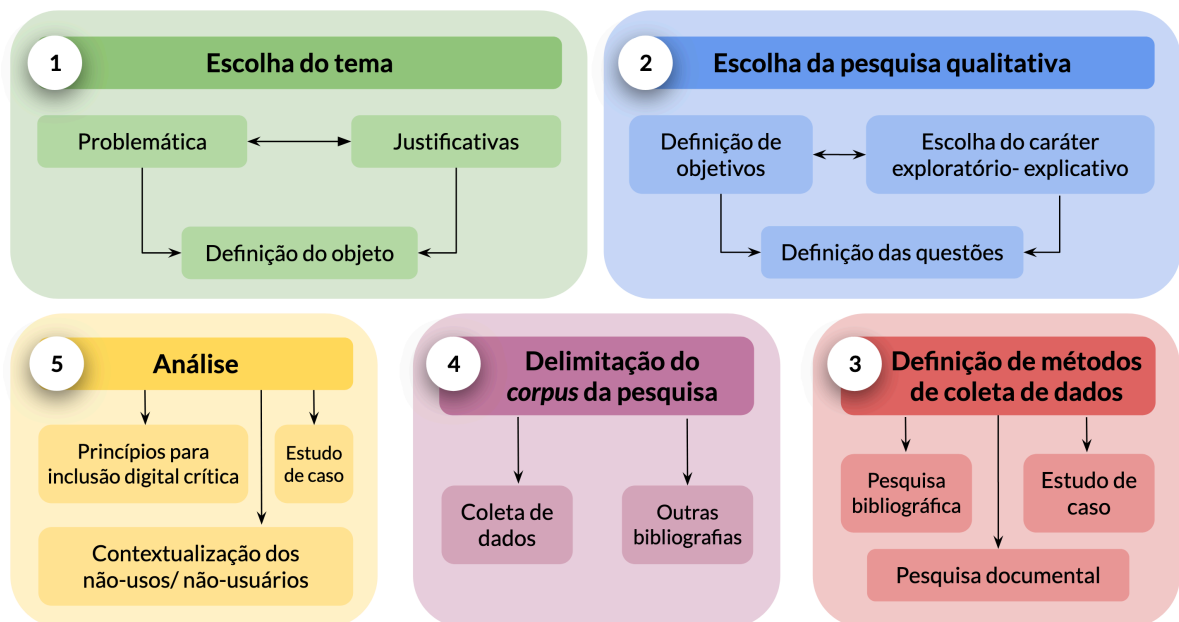 1
Escolha do tema
Problemática
Justificativas
Definição do objeto
2
Escolha da pesquisa qualitativa
Definição de
objetivos
Escolha do caráter
exploratório- explicativo
Definição das questões
3
Definição de métodos
de coleta de dados
Pesquisa
bibliográfica
Estudo de
caso
Pesquisa documental
4
Delimitação do
corpus da pesquisa
Coleta de
dados
Outras
bibliografias
5
Análise
Princípios para
inclusão digital crítica
Estudo
de caso
Contextualização dos
não-usos/ não-usuários